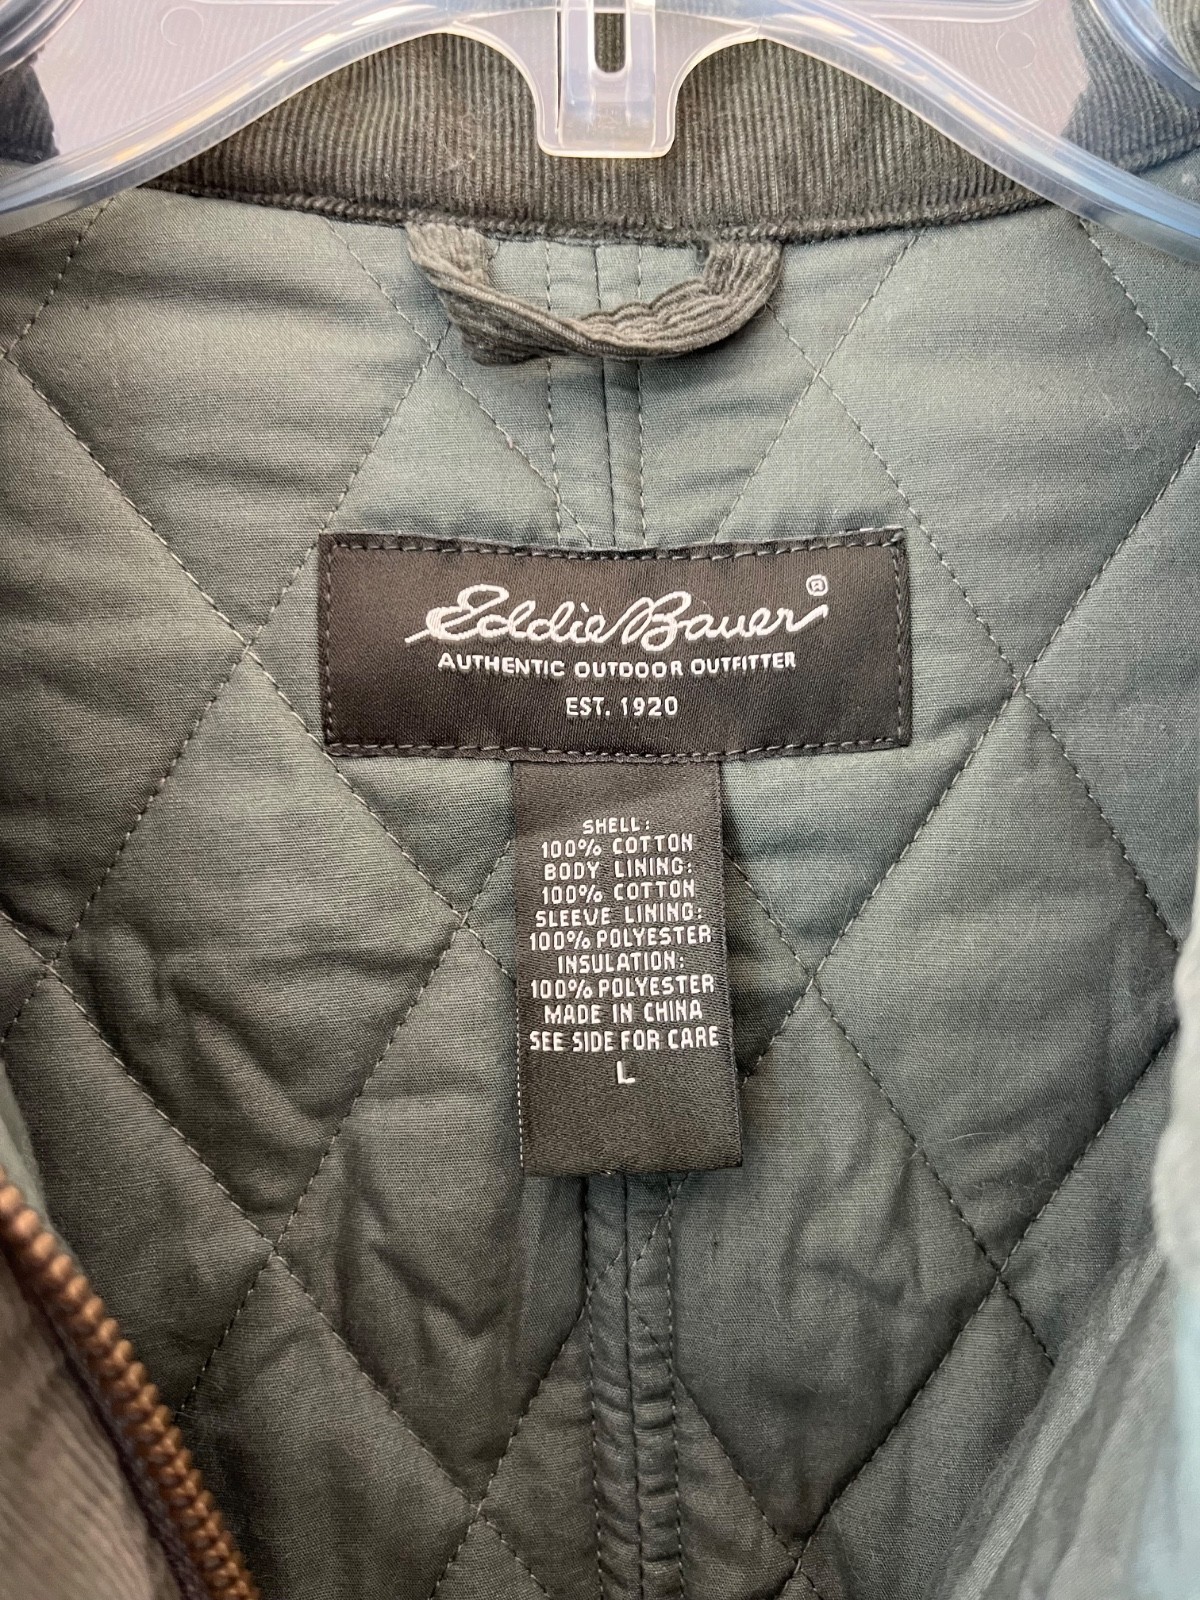 Eddie Bauer®
AUTHENTIC OUTDOOR OUTFITTER
EST. 1920
SHELL:
100% COTTON
BODY LINING:
100% COTTON
SLEEVE LINING:
100% POLYESTER
INSULATION:
100% POLYESTER
MADE IN CHINA
SEE SIDE FOR CARE
L